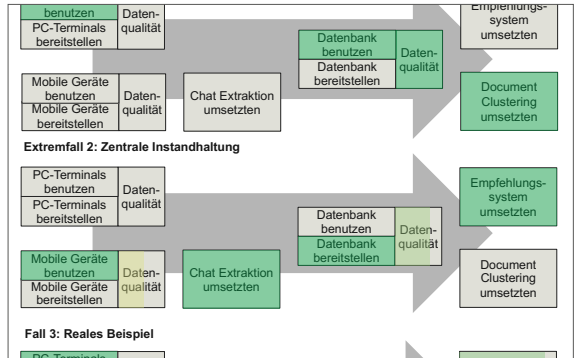 benutzen
PC-Terminals
bereitstellen
Daten-
qualität
Datenbank
benutzen
Datenbank
bereitstellen
Daten-
qualität
Empfehlungs-
system
umsetzten
Mobile Geräte
benutzen
Mobile Geräte
bereitstellen
Daten-
qualität
Chat Extraktion
umsetzten
Document
Clustering
umsetzten
Extremfall 2: Zentrale Instandhaltung
PC-Terminals
benutzen
PC-Terminals
bereitstellen
Daten-
qualität
Datenbank
benutzen
Datenbank
bereitstellen
Daten-
qualität
Empfehlungs-
system
umsetzten
Mobile Geräte
benutzen
Mobile Geräte
bereitstellen
Daten-
qualität
Chat Extraktion
umsetzten
Document
Clustering
umsetzten
Fall 3: Reales Beispiel
PC-Terminals